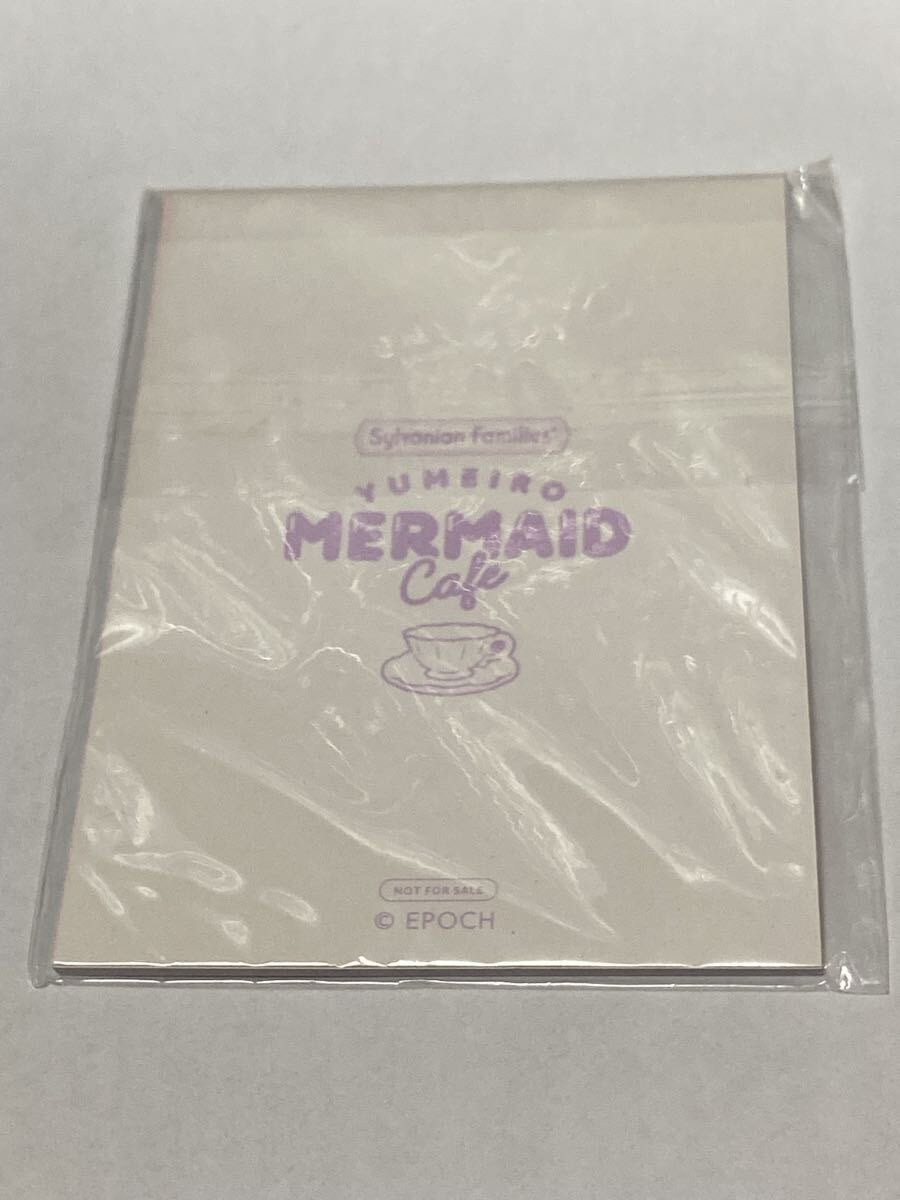 Sylvanian Families®
YUMEIRO
MERMAID
Cafe
NOT FOR SALE
© EPOCH